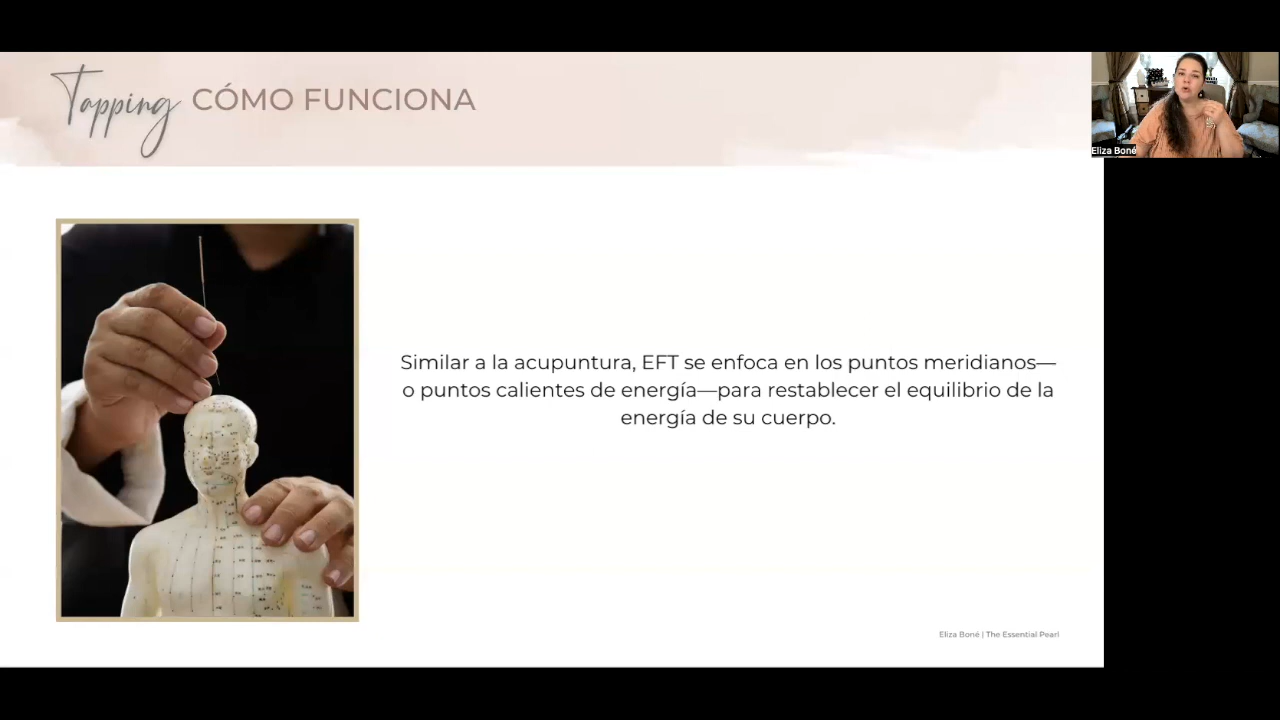 Tapping CÓMO FUNCIONA
Eliza Boné
Similar a la acupuntura, EFT se enfoca en los puntos meridianos—
o puntos calientes de energía—para restablecer el equilibrio de la
energía de su cuerpo.
Eliza Boné | The Essential Pearl